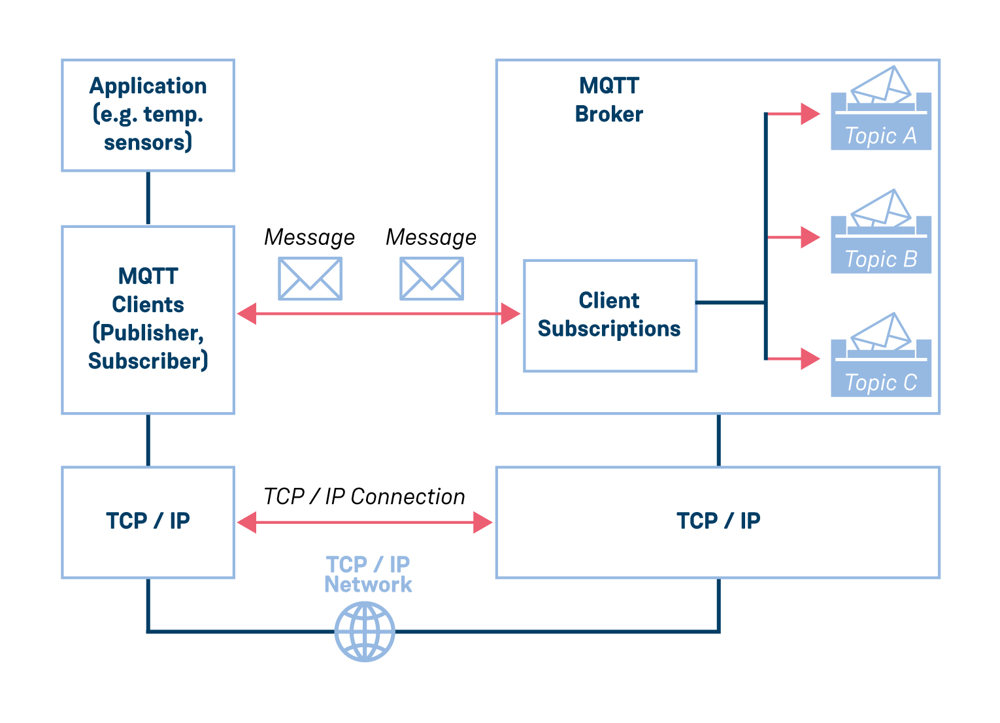 Application
(e.g. temp.
sensors)
MQTT
Clients
(Publisher,
Subscriber)
Message
Message
MQTT
Broker
Client
Subscriptions
Topic A
Topic B
Topic C
TCP / IP
TCP / IP Connection
TCP / IP
TCP / IP
Network